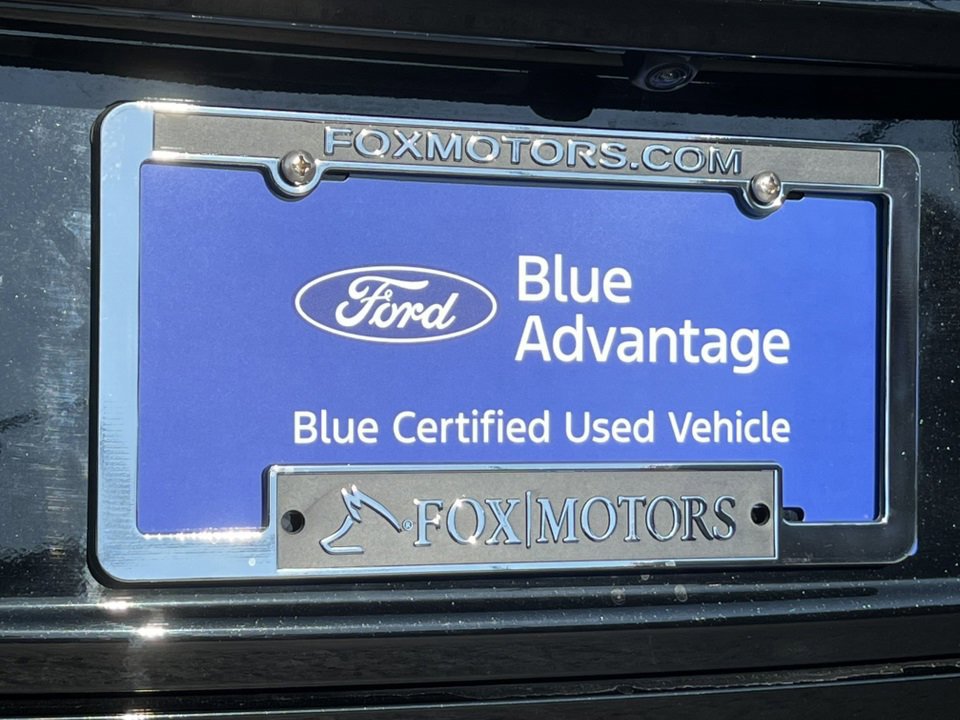 FOXMOTORS.COM
Ford
Blue
Advantage
Blue Certified Used Vehicle
® FOX|MOTORS